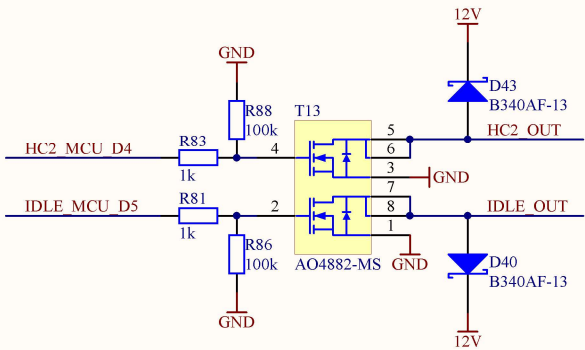 12V
GND
D43
B340AF-13
R88
100k
T13
HC2_MCU_D4
R83
1k
4
5
6
3
HC2_OUT
GND
IDLE_MCU_D5
R81
1k
2
7
8
1
IDLE_OUT
R86
100k
AO4882-MS
GND
D40
B340AF-13
GND
12V